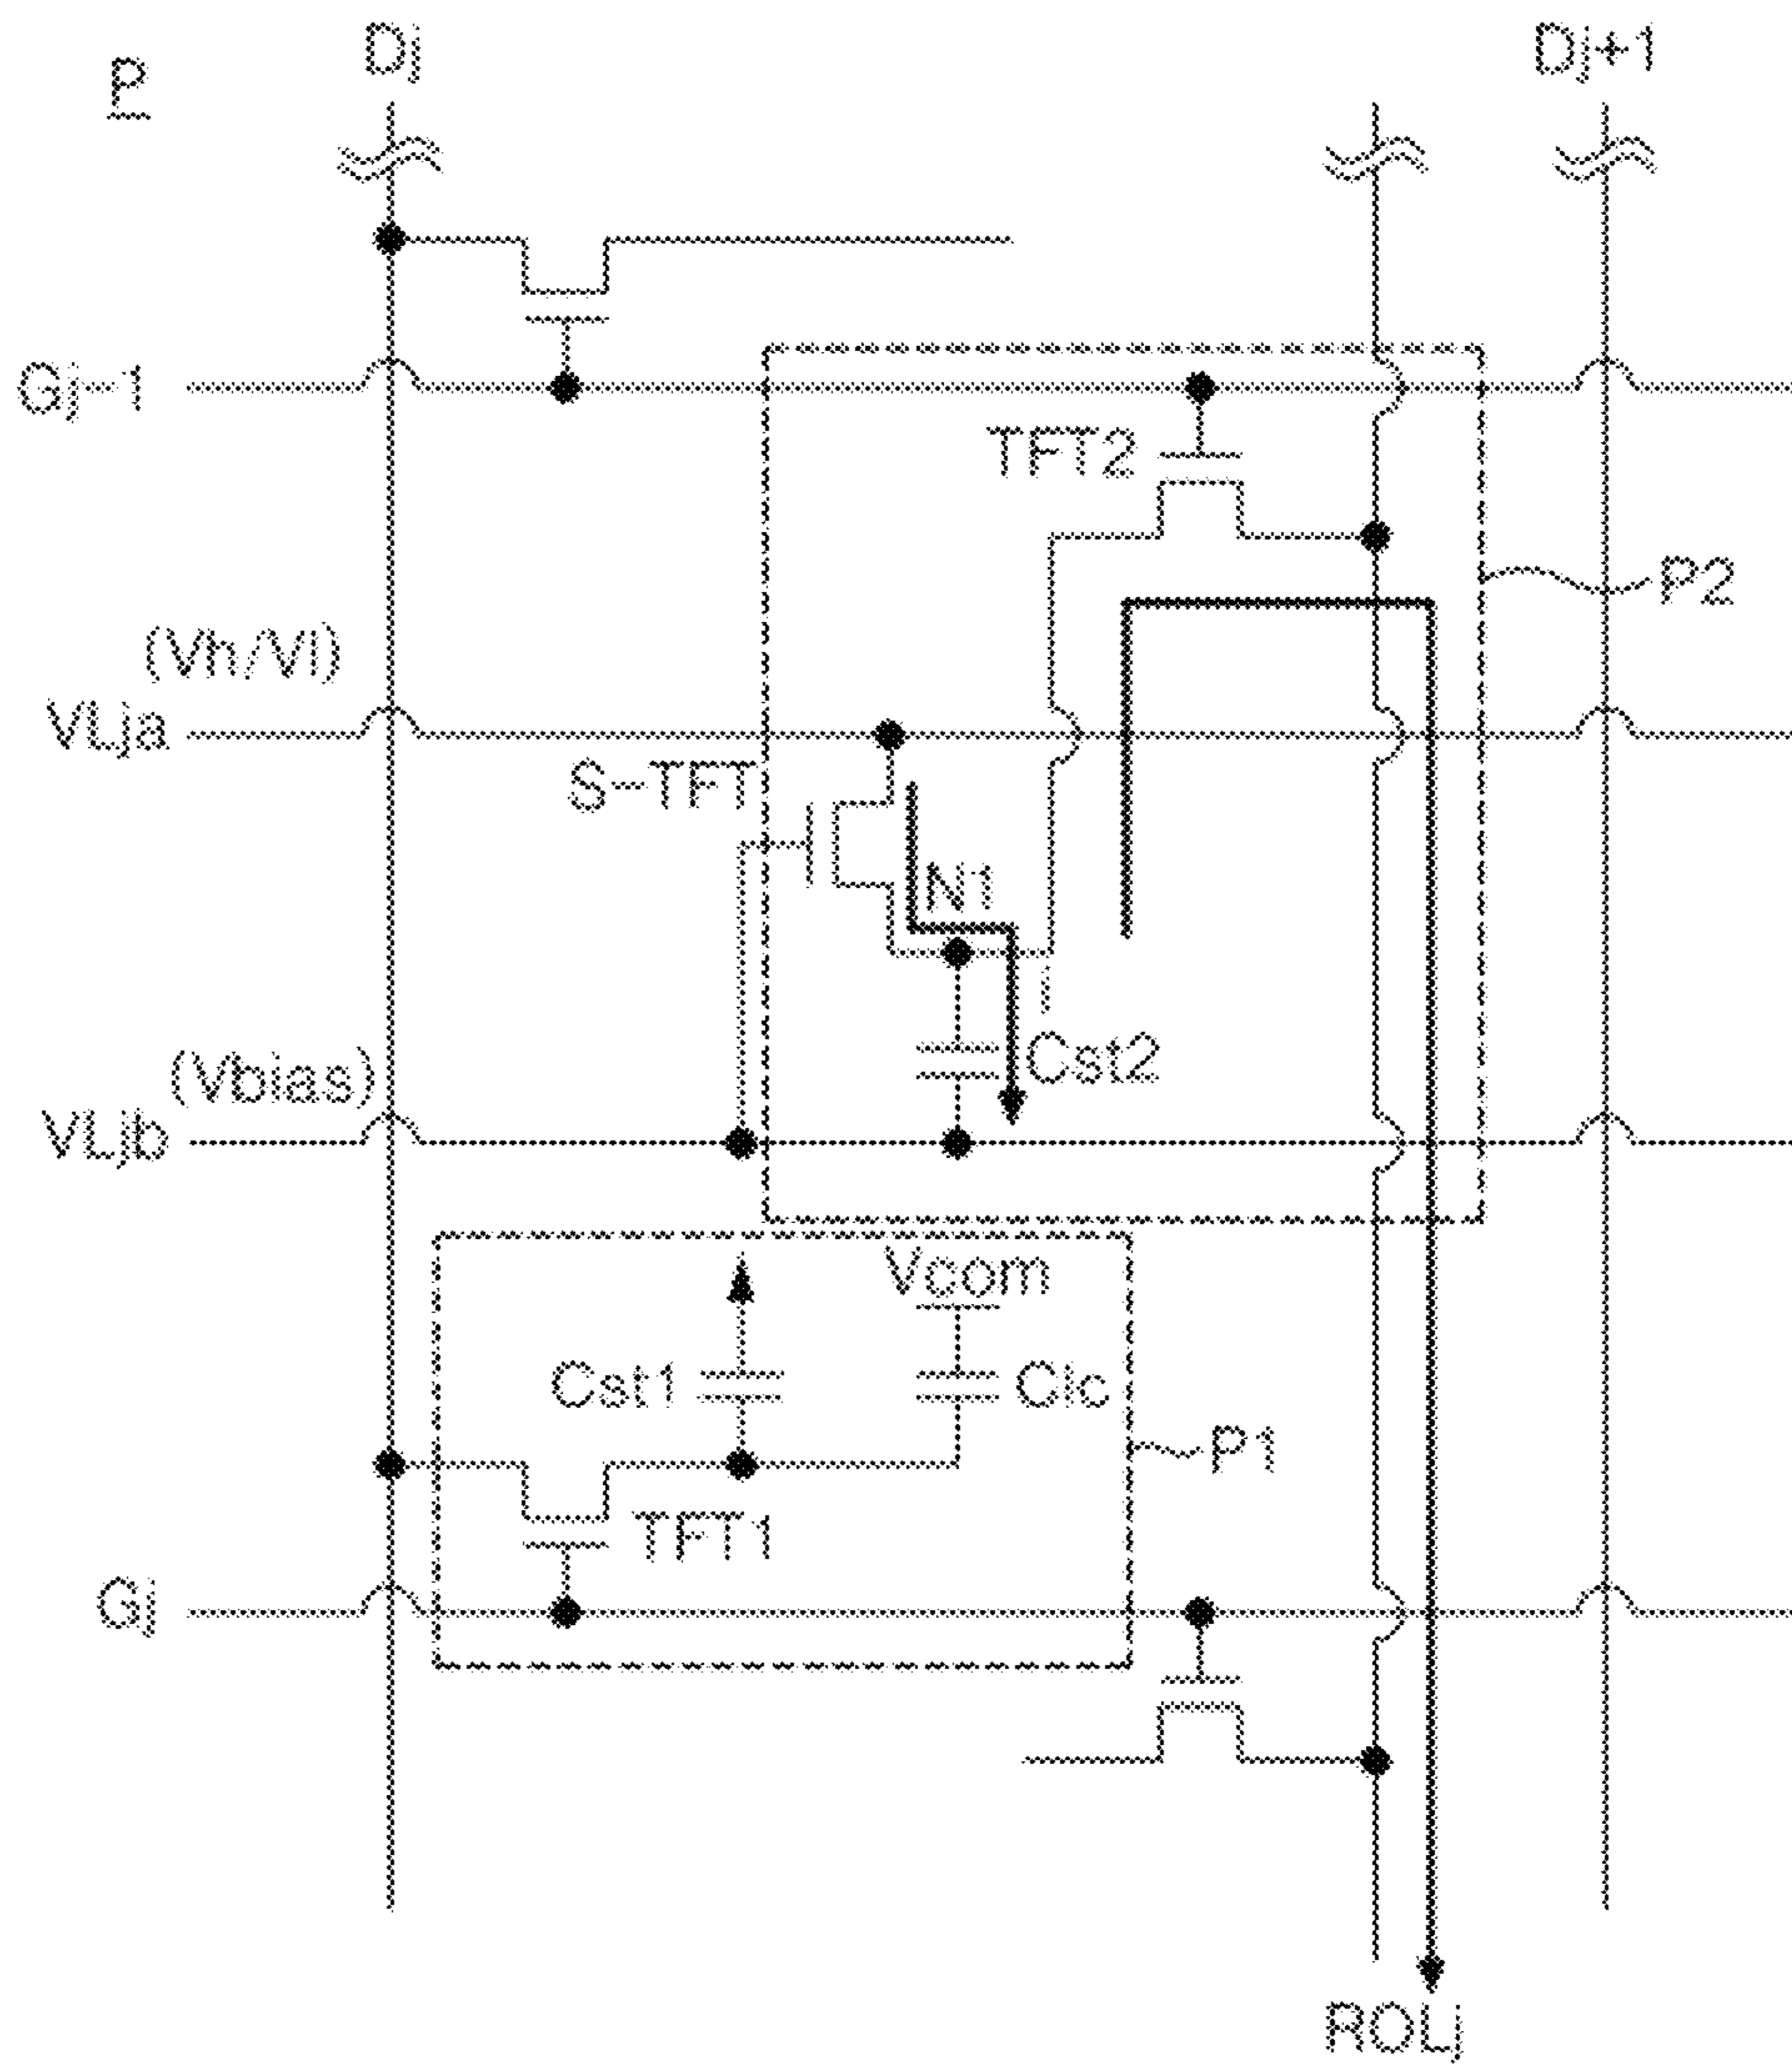 P
Dj
Dj+1
Gj-1
TFT2
P2
(Vh/Vl)
VLja
S-TFT
N1
i
(Vbias)
Cst2
VLjb
Vcom
Cst1
Clc
P1
TFT1
Gj
ROLj